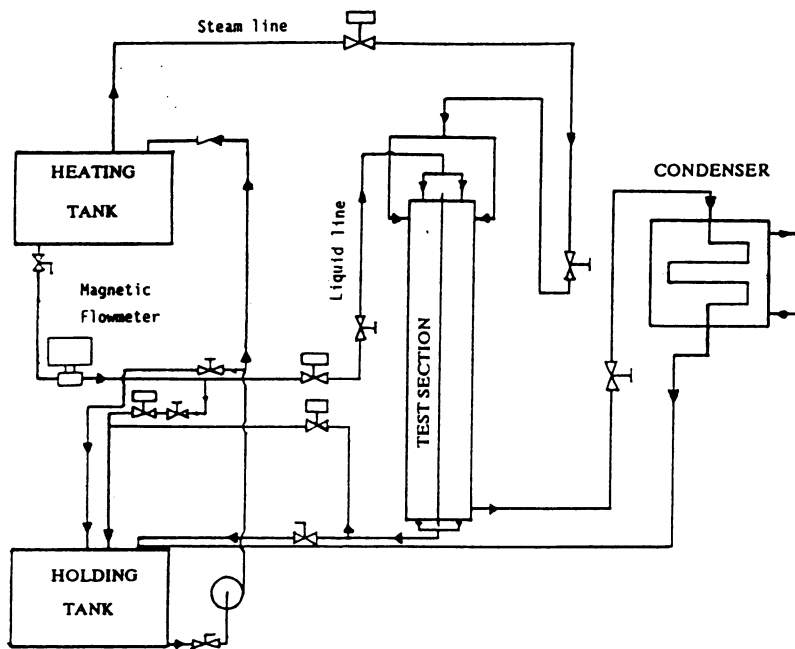 Steam line
HEATING
TANK
CONDENSER
Liquid line
Magnetic
Flowmeter
TEST SECTION
HOLDING
TANK